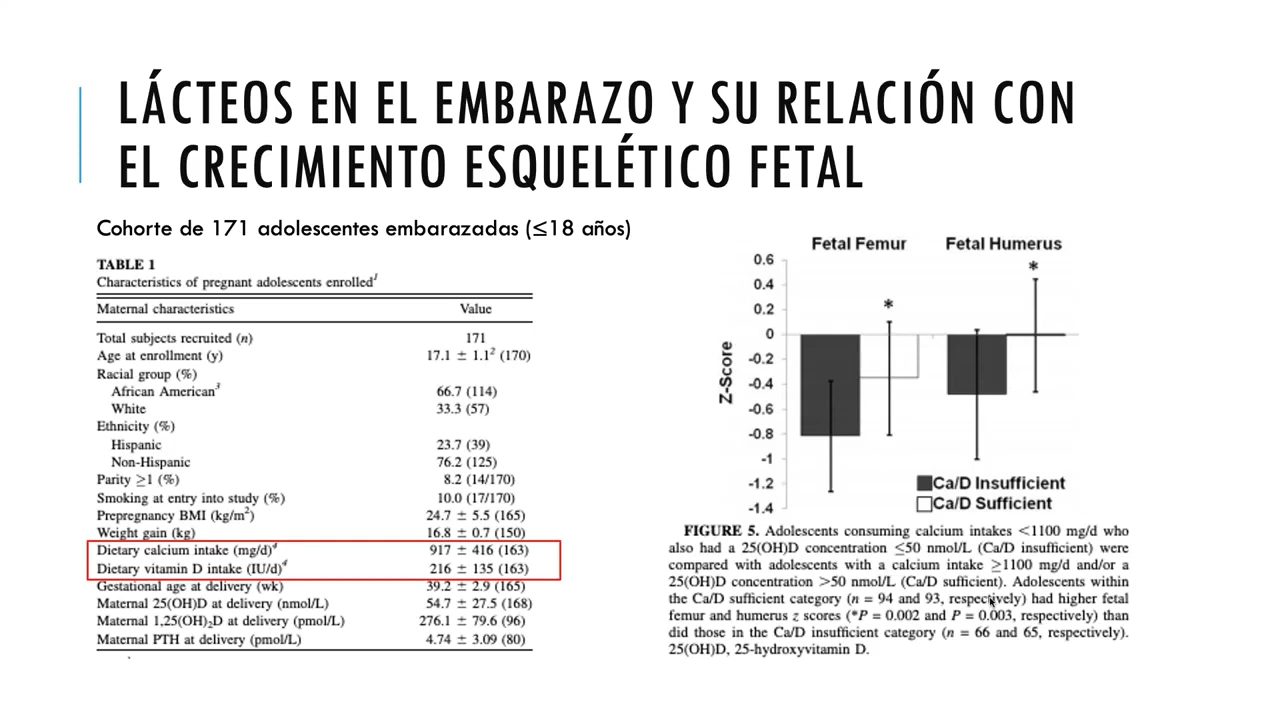 LÁCTEOS EN EL EMBARAZO Y SU RELACIÓN CON
EL CRECIMIENTO ESQUELÉTICO FETAL
Cohorte de 171 adolescentes embarazadas (≤18 años)
TABLE 1
Characteristics of pregnant adolescents enrolled¹
Maternal characteristics Value
Total subjects recruited (n) 171
Age at enrollment (y) 17.1 ± 1.1² (170)
Racial group (%)
African American³ 66.7 (114)
White 33.3 (57)
Ethnicity (%)
Hispanic 23.7 (39)
Non-Hispanic 76.2 (125)
Parity ≥1 (%) 8.2 (14/170)
Smoking at entry into study (%) 10.0 (17/170)
Prepregnancy BMI (kg/m²) 24.7 ± 5.5 (165)
Weight gain (kg) 16.8 ± 0.7 (150)
Dietary calcium intake (mg/d)⁴ 917 ± 416 (163)
Dietary vitamin D intake (IU/d)⁴ 216 ± 135 (163)
Gestational age at delivery (wk) 39.2 ± 2.9 (165)
Maternal 25(OH)D at delivery (nmol/L) 54.7 ± 27.5 (168)
Maternal 1,25(OH)₂D at delivery (pmol/L) 276.1 ± 79.6 (96)
Maternal PTH at delivery (pmol/L) 4.74 ± 3.09 (80)
Fetal Femur Fetal Humerus
0.6
0.4
0.2
0
-0.2
-0.4
-0.6
-0.8
-1
-1.2
-1.4
Z-Score
*
*
Ca/D Insufficient
Ca/D Sufficient
FIGURE 5. Adolescents consuming calcium intakes <1100 mg/d who
also had a 25(OH)D concentration ≤50 nmol/L (Ca/D insufficient) were
compared with adolescents with a calcium intake ≥1100 mg/d and/or a
25(OH)D concentration >50 nmol/L (Ca/D sufficient). Adolescents within
the Ca/D sufficient category (n = 94 and 93, respectively) had higher fetal
femur and humerus z scores (*P = 0.002 and P = 0.003, respectively) than
did those in the Ca/D insufficient category (n = 66 and 65, respectively).
25(OH)D, 25-hydroxyvitamin D.